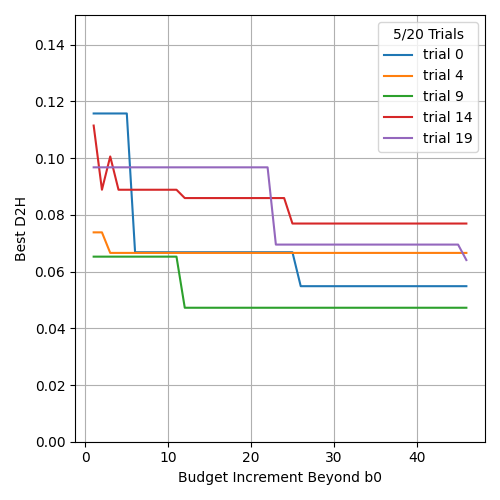 5/20 Trials
trial 0
trial 4
trial 9
trial 14
trial 19
0.14
0.12
0.10
0.08
0.06
0.04
0.02
0.00
Best D2H
0 10 20 30 40
Budget Increment Beyond b0